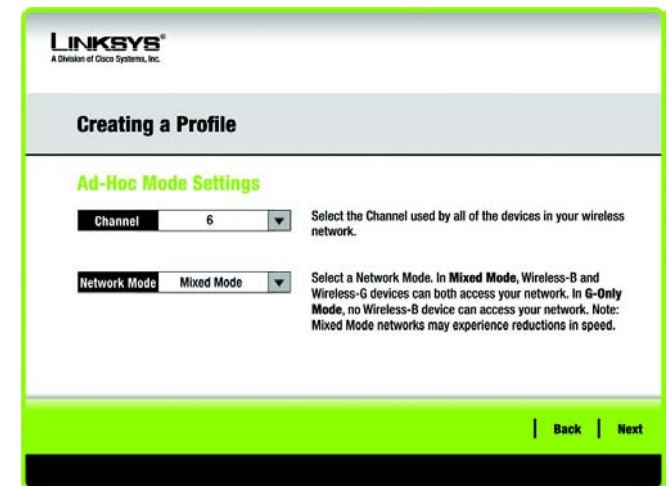 LINKSYS®
A Division of Cisco Systems, Inc.
Creating a Profile
Ad-Hoc Mode Settings
Channel 6
Select the Channel used by all of the devices in your wireless
network.
Network Mode Mixed Mode
Select a Network Mode. In Mixed Mode, Wireless-B and
Wireless-G devices can both access your network. In G-Only
Mode, no Wireless-B device can access your network. Note:
Mixed Mode networks may experience reductions in speed.
Back Next